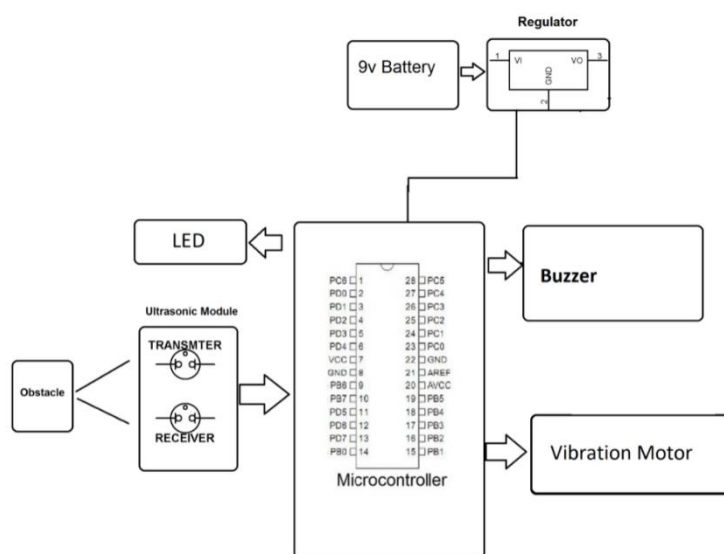 Regulator
9v Battery
1 VI VO 3
GND
2
LED
Buzzer
Ultrasonic Module
TRANSMTER
RECEIVER
Obstacle
PC6 1 28 PC5
PD0 2 27 PC4
PD1 3 26 PC3
PD2 4 25 PC2
PD3 5 24 PC1
PD4 6 23 PC0
VCC 7 22 GND
GND 8 21 AREF
PB6 9 20 AVCC
PB7 10 19 PB5
PD5 11 18 PB4
PD6 12 17 PB3
PD7 13 16 PB2
PB0 14 15 PB1
Microcontroller
Vibration Motor